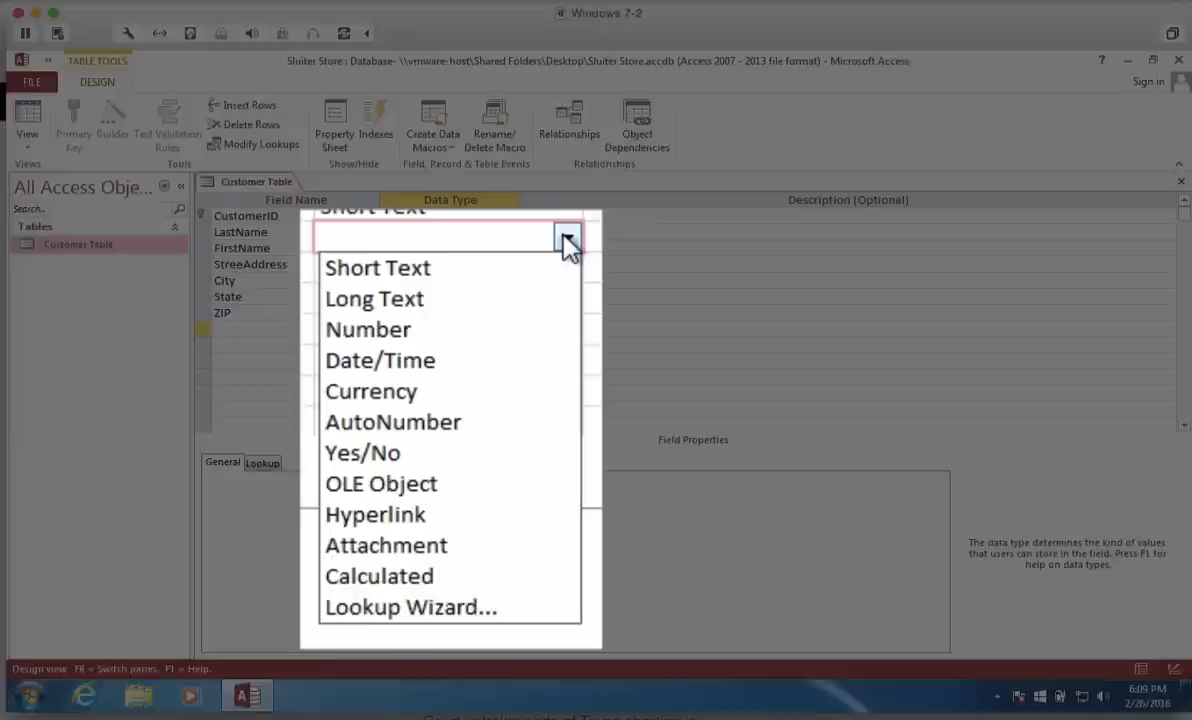 Windows 7-2
TABLE TOOLS
Sluiter Store : Database- \\vmware-host\Shared Folders\Desktop\Sluiter Store.accdb (Access 2007 - 2013 file format) - Microsoft Access
?
FILE
DESIGN
Sign in
View
Primary Key
Builder
Test Validation Rules
Insert Rows
Delete Rows
Modify Lookups
Property Sheet
Indexes
Create Data Macros
Rename/ Delete Macro
Relationships
Object Dependencies
Views
Tools
Show/Hide
Field, Record & Table Events
Relationships
All Access Obje...
Search..
Tables
Customer Table
Customer Table
Field Name
Data Type
Description (Optional)
CustomerID
LastName
FirstName
StreeAddress
City
State
ZIP
Short Text
Short Text
Long Text
Number
Date/Time
Currency
AutoNumber
Yes/No
OLE Object
Hyperlink
Attachment
Calculated
Lookup Wizard...
Field Properties
General
Lookup
The data type determines the kind of values
that users can store in the field. Press F1 for
help on data types.
Design view. F6 = Switch panes. F1 = Help.
6:09 PM
2/26/2016